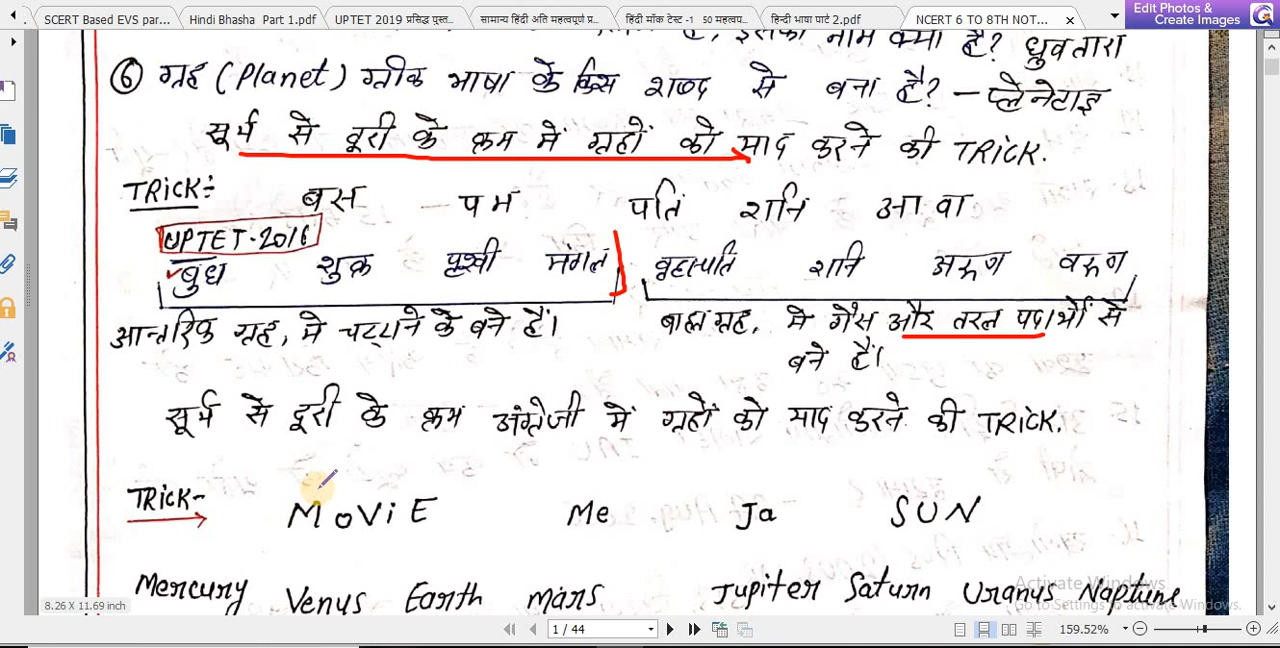 SCERT Based EVS par...
Hindi Bhasha Part 1.pdf
UPTET 2019 प्रसिद्ध पुस्त...
सामान्य हिंदी अति महत्वपूर्ण प्र...
हिंदी मॉक टेस्ट -1 50 महत्वप...
हिन्दी भाषा पार्ट 2.pdf
NCERT 6 TO 8TH NOT...
Edit Photos &
Create Images
है, इसका नाम क्या है? ध्रुवतारा
⑥ ग्रह (Planet) ग्रीक भाषा के किस शब्द से बना है? – प्लेनेटाइ
सूर्य से दूरी के क्रम में ग्रहों को याद करने की TRICK.
TRICK:- बस – पम पति शनि आवा
UPTET-2016
बुध शुक्र पृथ्वी मंगल बृहस्पति शनि अरुण वरुण
आन्तरिक ग्रह, ये चट्टाने के बने हैं। बाह्य ग्रह, ये गैस और तरल पदार्थों से
बने हैं।
सूर्य से दूरी के क्रम अंग्रेजी में ग्रहों को याद करने की TRICK.
TRICK- MoViE Me Ja SUN
Mercury Venus Earth Mars Jupiter Saturn Uranus Naptune
Activate Windows
Go to Settings to activate Windows.
8.26 X 11.69 inch
1 / 44
159.52%